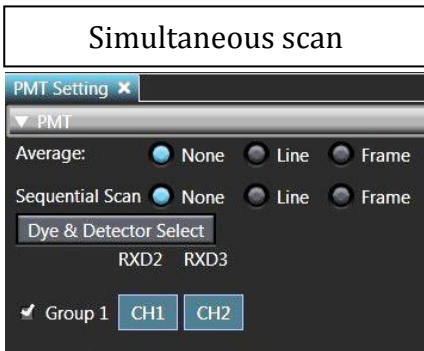 Simultaneous scan
PMT Setting
PMT
Average: None Line Frame
Sequential Scan None Line Frame
Dye & Detector Select
RXD2 RXD3
Group 1 CH1 CH2